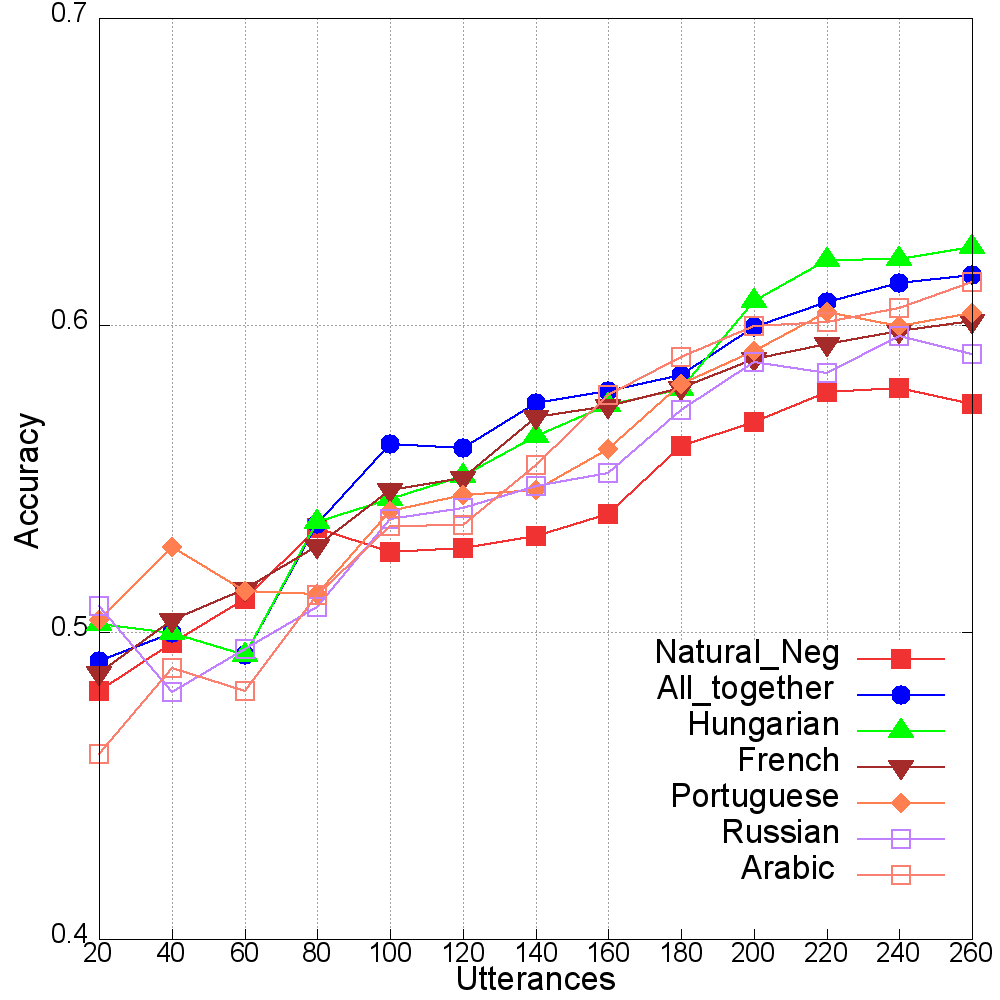 0.7
0.6
0.5
0.4
Accuracy
Natural_Neg
All_together
Hungarian
French
Portuguese
Russian
Arabic
20 40 60 80 100 120 140 160 180 200 220 240 260
Utterances